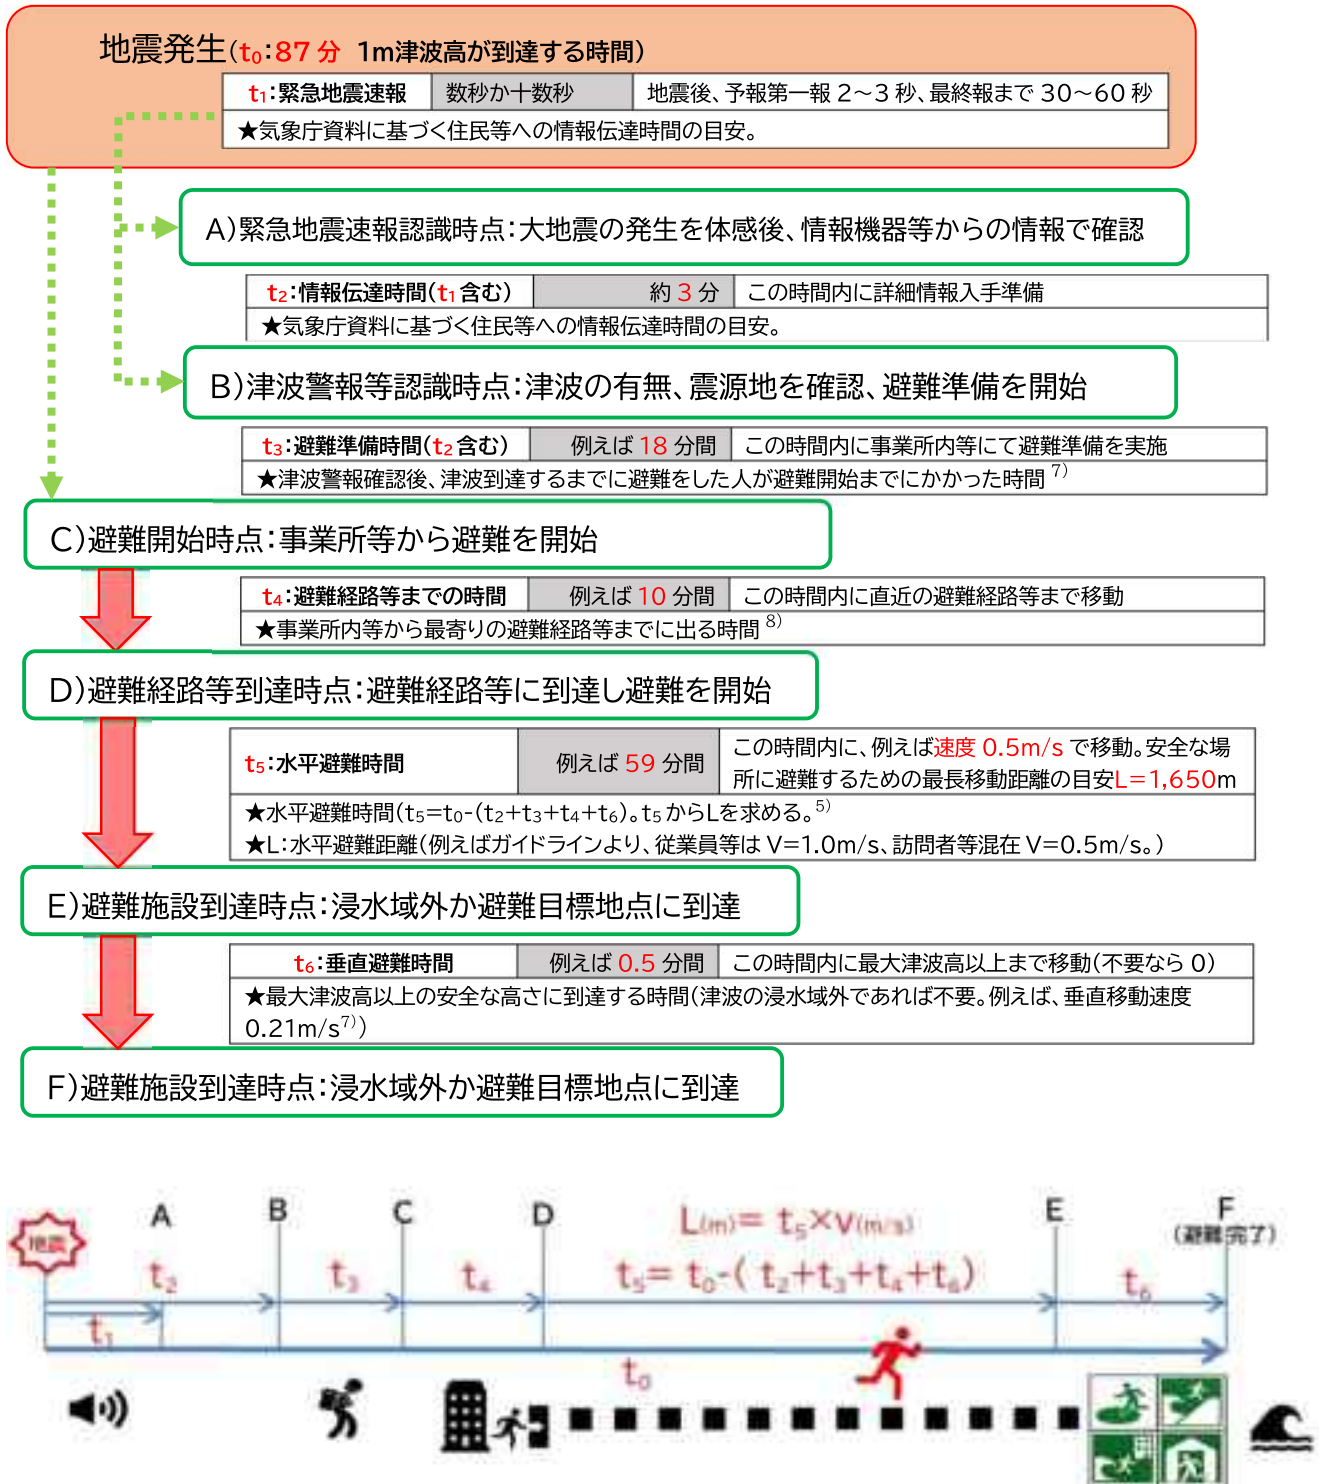 地震発生(t₀:87分 1m津波高が到達する時間)
t₁:緊急地震速報 数秒か十数秒 地震後、予報第一報2~3秒、最終報まで30~60秒
★気象庁資料に基づく住民等への情報伝達時間の目安。
A)緊急地震速報認識時点:大地震の発生を体感後、情報機器等からの情報で確認
t₂:情報伝達時間(t₁含む) 約3分 この時間内に詳細情報入手準備
★気象庁資料に基づく住民等への情報伝達時間の目安。
B)津波警報等認識時点:津波の有無、震源地を確認、避難準備を開始
t₃:避難準備時間(t₂含む) 例えば18分間 この時間内に事業所内等にて避難準備を実施
★津波警報確認後、津波到達するまでに避難をした人が避難開始までにかかった時間⁷⁾
C)避難開始時点:事業所等から避難を開始
t₄:避難経路等までの時間 例えば10分間 この時間内に直近の避難経路等まで移動
★事業所内等から最寄りの避難経路等までに出る時間⁸⁾
D)避難経路等到達時点:避難経路等に到達し避難を開始
t₅:水平避難時間 例えば59分間 この時間内に、例えば速度0.5m/sで移動。安全な場
所に避難するための最長移動距離の目安L=1,650m
★水平避難時間(t₅=t₀-(t₂+t₃+t₄+t₆)。t₅からLを求める。⁵⁾
★L:水平避難距離(例えばガイドラインより、従業員等はV=1.0m/s、訪問者等混在V=0.5m/s。)
E)避難施設到達時点:浸水域外か避難目標地点に到達
t₆:垂直避難時間 例えば0.5分間 この時間内に最大津波高以上まで移動(不要なら0)
★最大津波高以上の安全な高さに到達する時間(津波の浸水域外であれば不要。例えば、垂直移動速度
0.21m/s⁷⁾)
F)避難施設到達時点:浸水域外か避難目標地点に到達
A B C D L(m)= t₅×v(m/s) E F
地震 (避難完了)
t₂ t₃ t₄ t₅= t₀-( t₂+t₃+t₄+t₆) t₆
t₁
t₀